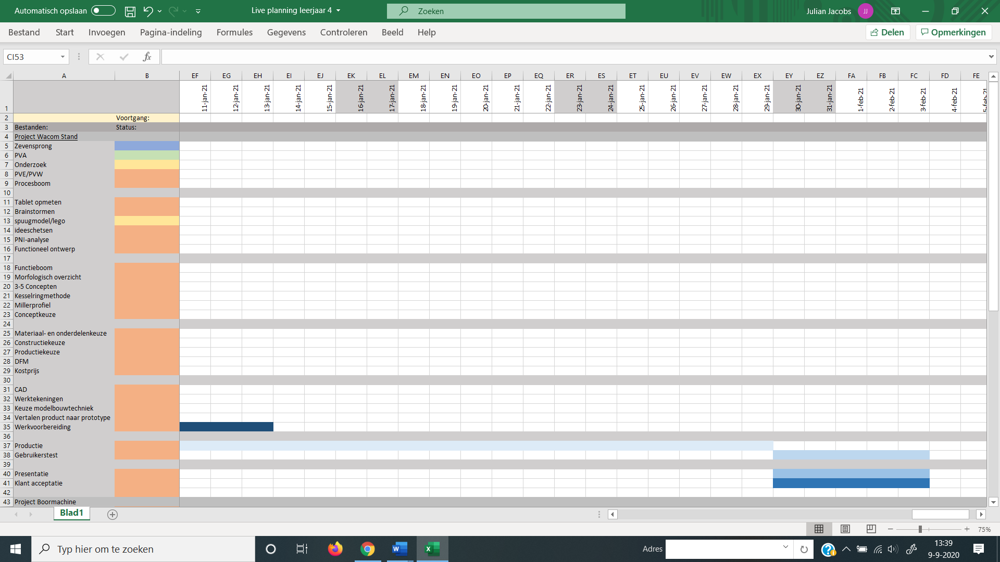 Automatisch opslaan Live planning leerjaar 4 Zoeken Julian Jacobs JJ
Bestand Start Invoegen Pagina-indeling Formules Gegevens Controleren Beeld Help Delen Opmerkingen
CI53 fx
A B EF EG EH EI EJ EK EL EM EN EO EP EQ ER ES ET EU EV EW EX EY EZ FA FB FC FD FE
1 11-jan-21 12-jan-21 13-jan-21 14-jan-21 15-jan-21 16-jan-21 17-jan-21 18-jan-21 19-jan-21 20-jan-21 21-jan-21 22-jan-21 23-jan-21 24-jan-21 25-jan-21 26-jan-21 27-jan-21 28-jan-21 29-jan-21 30-jan-21 31-jan-21 1-feb-21 2-feb-21 3-feb-21 4-feb-21 5-feb-21
2 Voortgang:
3 Bestanden: Status:
4 Project Wacom Stand
5 Zevensprong
6 PVA
7 Onderzoek
8 PVE/PVW
9 Procesboom
10
11 Tablet opmeten
12 Brainstormen
13 spuugmodel/lego
14 ideeschetsen
15 PNI-analyse
16 Functioneel ontwerp
17
18 Functieboom
19 Morfologisch overzicht
20 3-5 Concepten
21 Kesselringmethode
22 Millerprofiel
23 Conceptkeuze
24
25 Materiaal- en onderdelenkeuze
26 Constructiekeuze
27 Productiekeuze
28 DFM
29 Kostprijs
30
31 CAD
32 Werktekeningen
33 Keuze modelbouwtechniek
34 Vertalen product naar prototype
35 Werkvoorbereiding
36
37 Productie
38 Gebruikerstest
39
40 Presentatie
41 Klant acceptatie
42
43 Project Boormachine
Blad1
75%
Typ hier om te zoeken Adres 13:39
9-9-2020